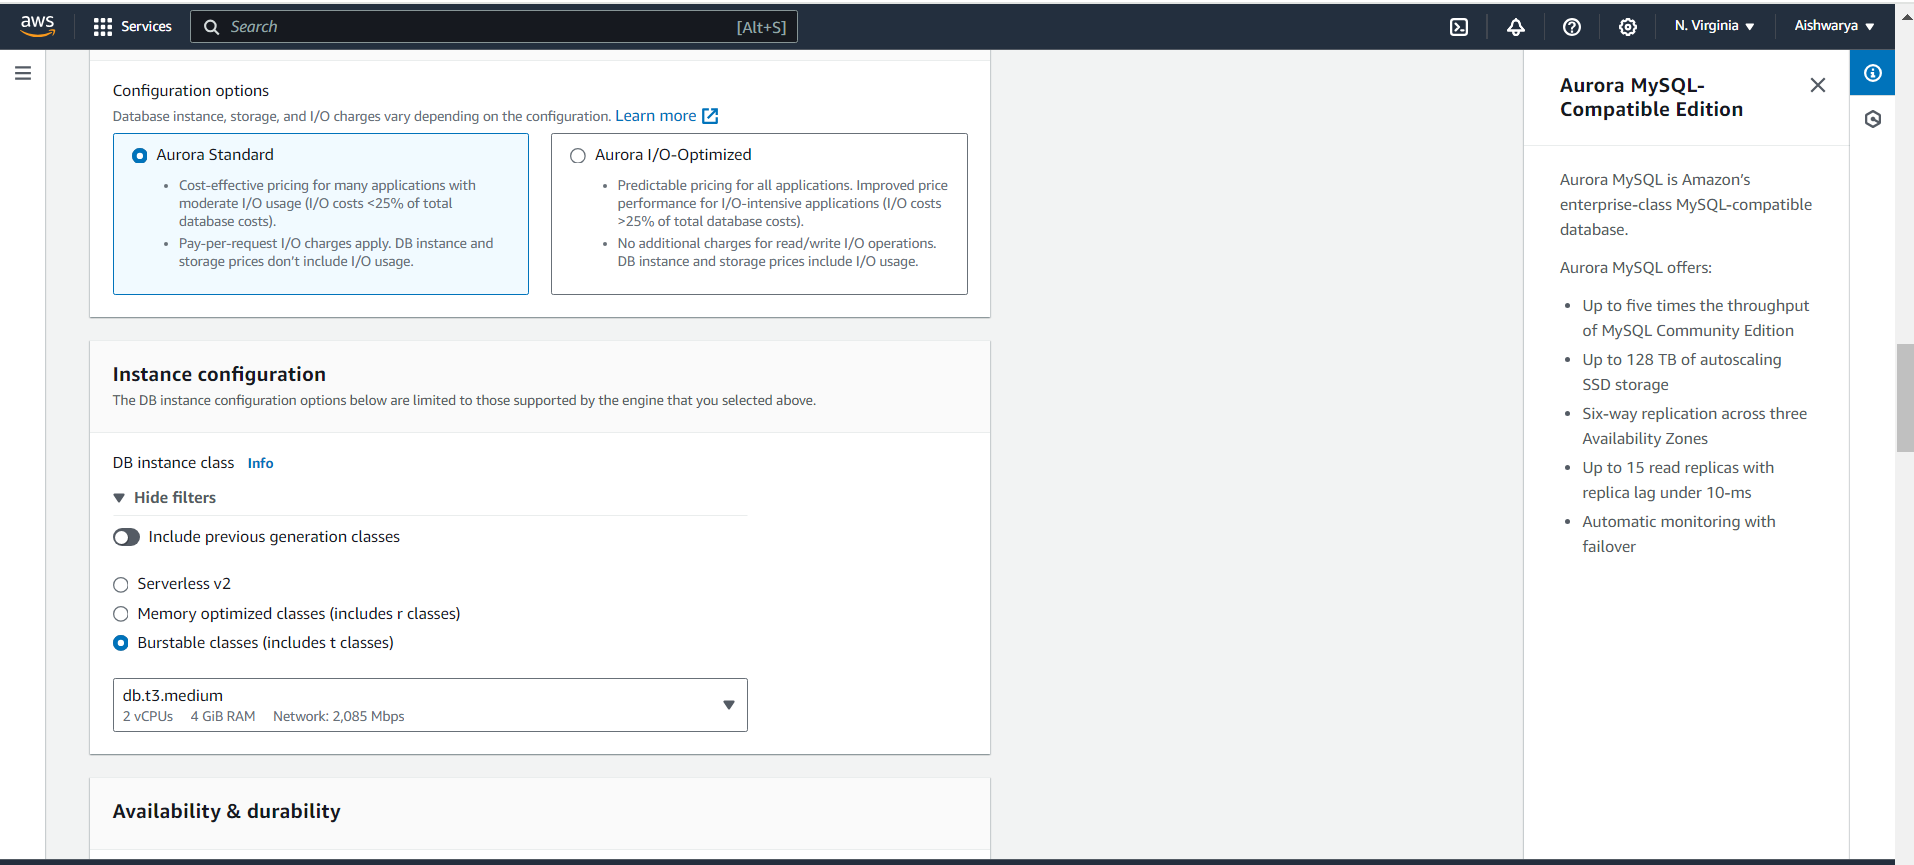 aws
Services
Search
[Alt+S]
N. Virginia
Aishwarya
Configuration options
Database instance, storage, and I/O charges vary depending on the configuration. Learn more
Aurora Standard
• Cost-effective pricing for many applications with
moderate I/O usage (I/O costs <25% of total
database costs).
• Pay-per-request I/O charges apply. DB instance and
storage prices don't include I/O usage.
Aurora I/O-Optimized
• Predictable pricing for all applications. Improved price
performance for I/O-intensive applications (I/O costs
>25% of total database costs).
• No additional charges for read/write I/O operations.
DB instance and storage prices include I/O usage.
Instance configuration
The DB instance configuration options below are limited to those supported by the engine that you selected above.
DB instance class Info
Hide filters
Include previous generation classes
Serverless v2
Memory optimized classes (includes r classes)
Burstable classes (includes t classes)
db.t3.medium
2 vCPUs 4 GiB RAM Network: 2,085 Mbps
Availability & durability
Aurora MySQL-
Compatible Edition
Aurora MySQL is Amazon's
enterprise-class MySQL-compatible
database.
Aurora MySQL offers:
• Up to five times the throughput
of MySQL Community Edition
• Up to 128 TB of autoscaling
SSD storage
• Six-way replication across three
Availability Zones
• Up to 15 read replicas with
replica lag under 10-ms
• Automatic monitoring with
failover